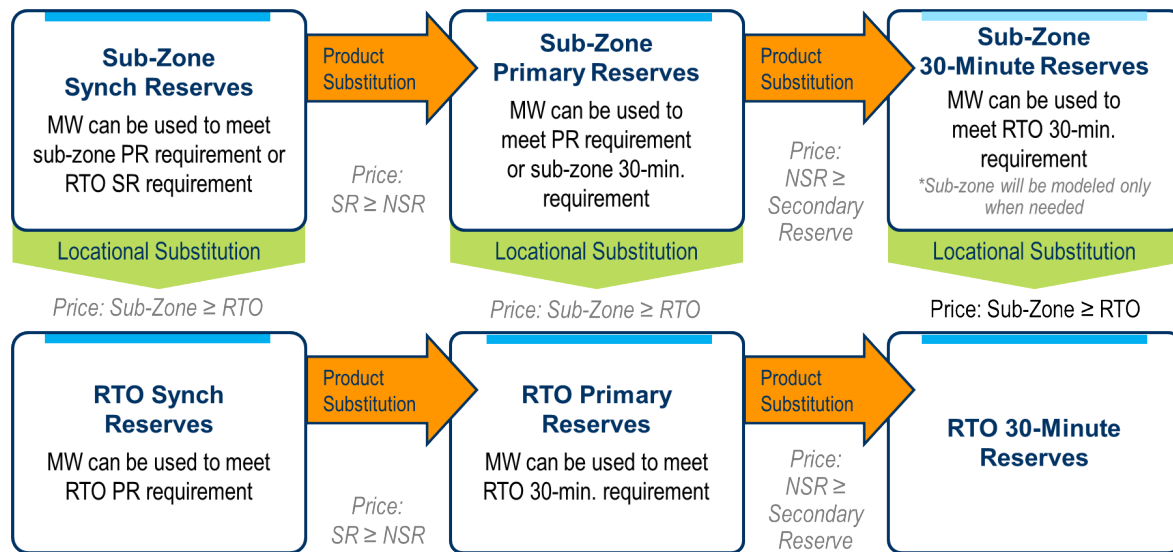 Sub-Zone
Synch Reserves
MW can be used to meet
sub-zone PR requirement or
RTO SR requirement
Product
Substitution
Price:
SR ≥ NSR
Sub-Zone
Primary Reserves
MW can be used to
meet PR requirement
or sub-zone 30-min.
requirement
Product
Substitution
Price:
NSR ≥
Secondary
Reserve
Sub-Zone
30-Minute Reserves
MW can be used to
meet RTO 30-min.
requirement
*Sub-zone will be modeled only
when needed
Locational Substitution
Locational Substitution
Locational Substitution
Price: Sub-Zone ≥ RTO
Price: Sub-Zone ≥ RTO
Price: Sub-Zone ≥ RTO
RTO Synch
Reserves
MW can be used to meet
RTO PR requirement
Product
Substitution
Price:
SR ≥ NSR
RTO Primary
Reserves
MW can be used to meet
RTO 30-min. requirement
Product
Substitution
Price:
NSR ≥
Secondary
Reserve
RTO 30-Minute
Reserves